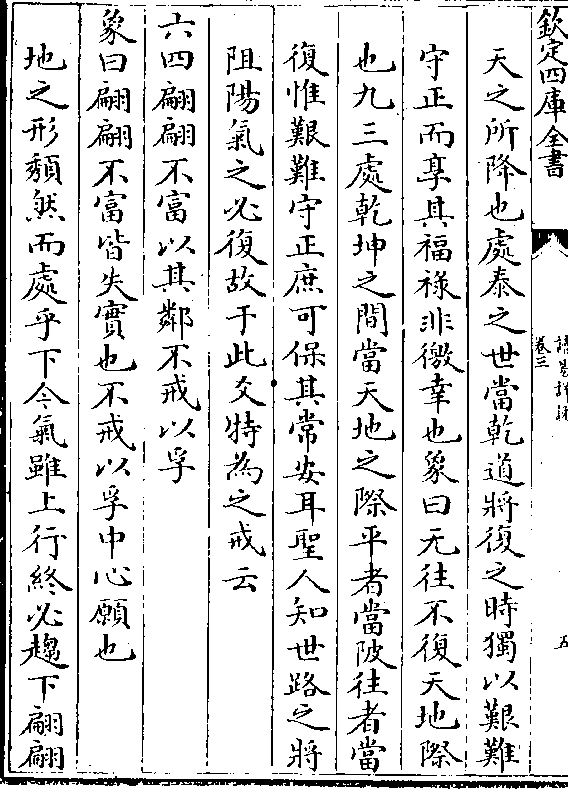 欽定四庫全書
卷三
五
天之所降也處泰之世當乾道將復之時獨以艱難
守正而享其福祿非徼幸也象曰无往不復天地際
也九三處乾坤之間當天地之際平者當陂往者當
復惟艱難守正庶可保其常安耳聖人知世路之將
阻陽氣之必復故于此爻特為之戒云
六四翩翩不富以其鄰不戒以孚
象曰翩翩不富皆失實也不戒以孚中心願也
地之形頽然而處乎下今氣雖上行終必趨下翩翩